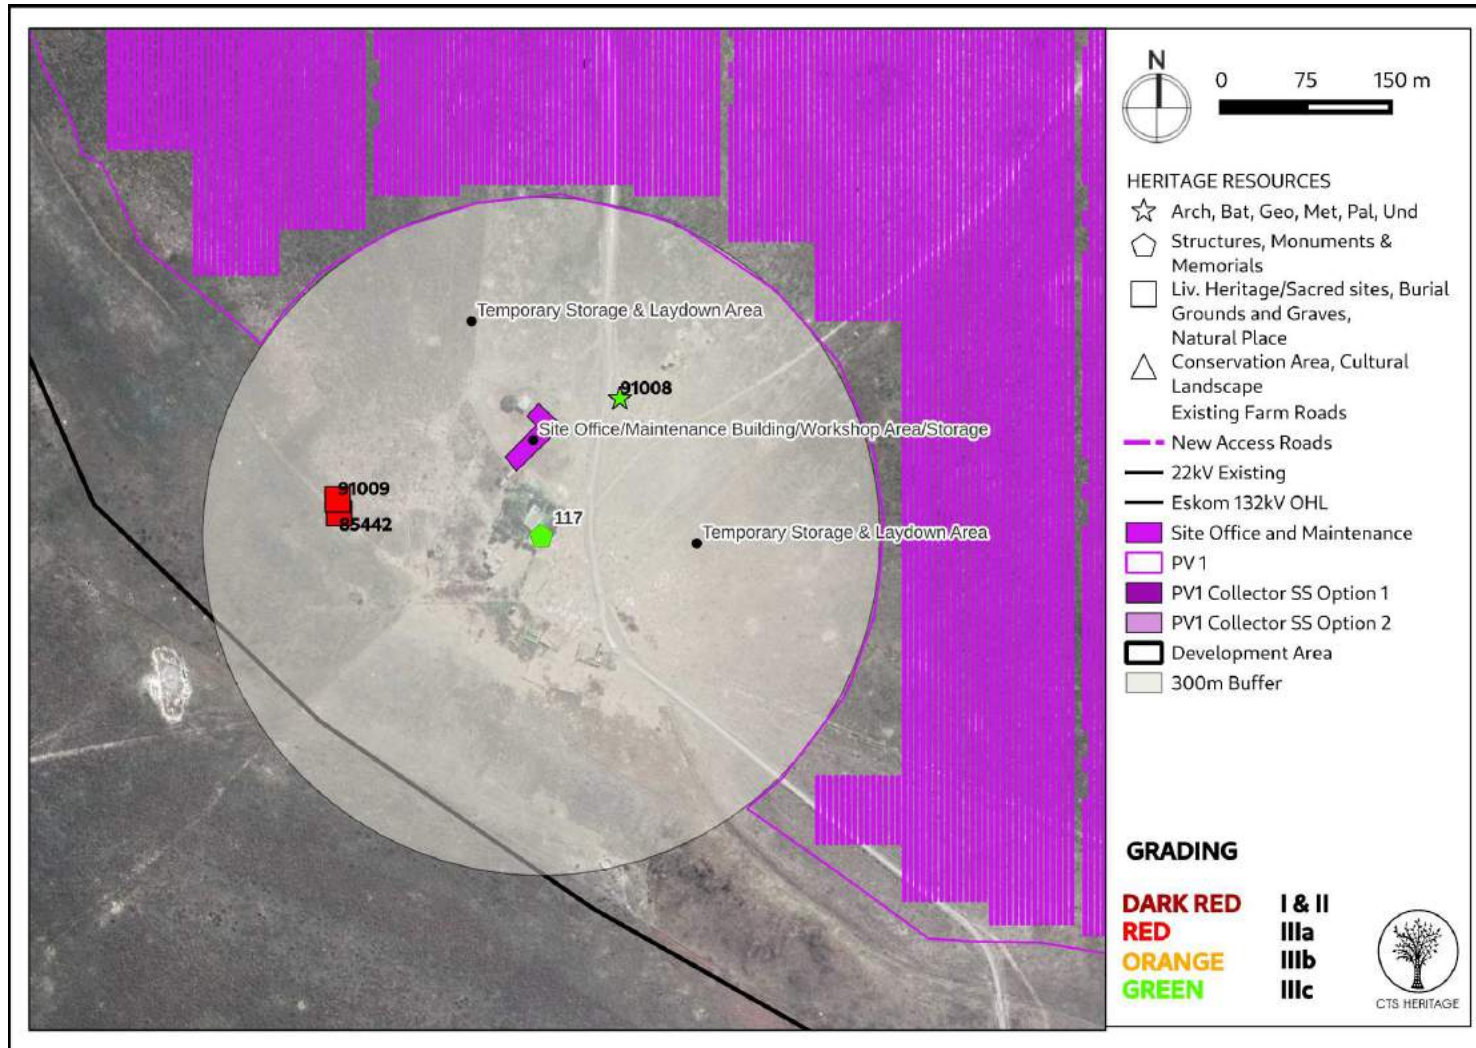 Temporary Storage & Laydown Area
91008
Site Office/Maintenance Building/Workshop Area/Storage
91009
85442
117
Temporary Storage & Laydown Area
N
0 75 150 m
HERITAGE RESOURCES
Arch, Bat, Geo, Met, Pal, Und
Structures, Monuments &
Memorials
Liv. Heritage/Sacred sites, Burial
Grounds and Graves,
Natural Place
Conservation Area, Cultural
Landscape
Existing Farm Roads
New Access Roads
22kV Existing
Eskom 132kV OHL
Site Office and Maintenance
PV 1
PV1 Collector SS Option 1
PV1 Collector SS Option 2
Development Area
300m Buffer
GRADING
DARK RED I & II
RED IIIa
ORANGE IIIb
GREEN IIIc
CTS HERITAGE